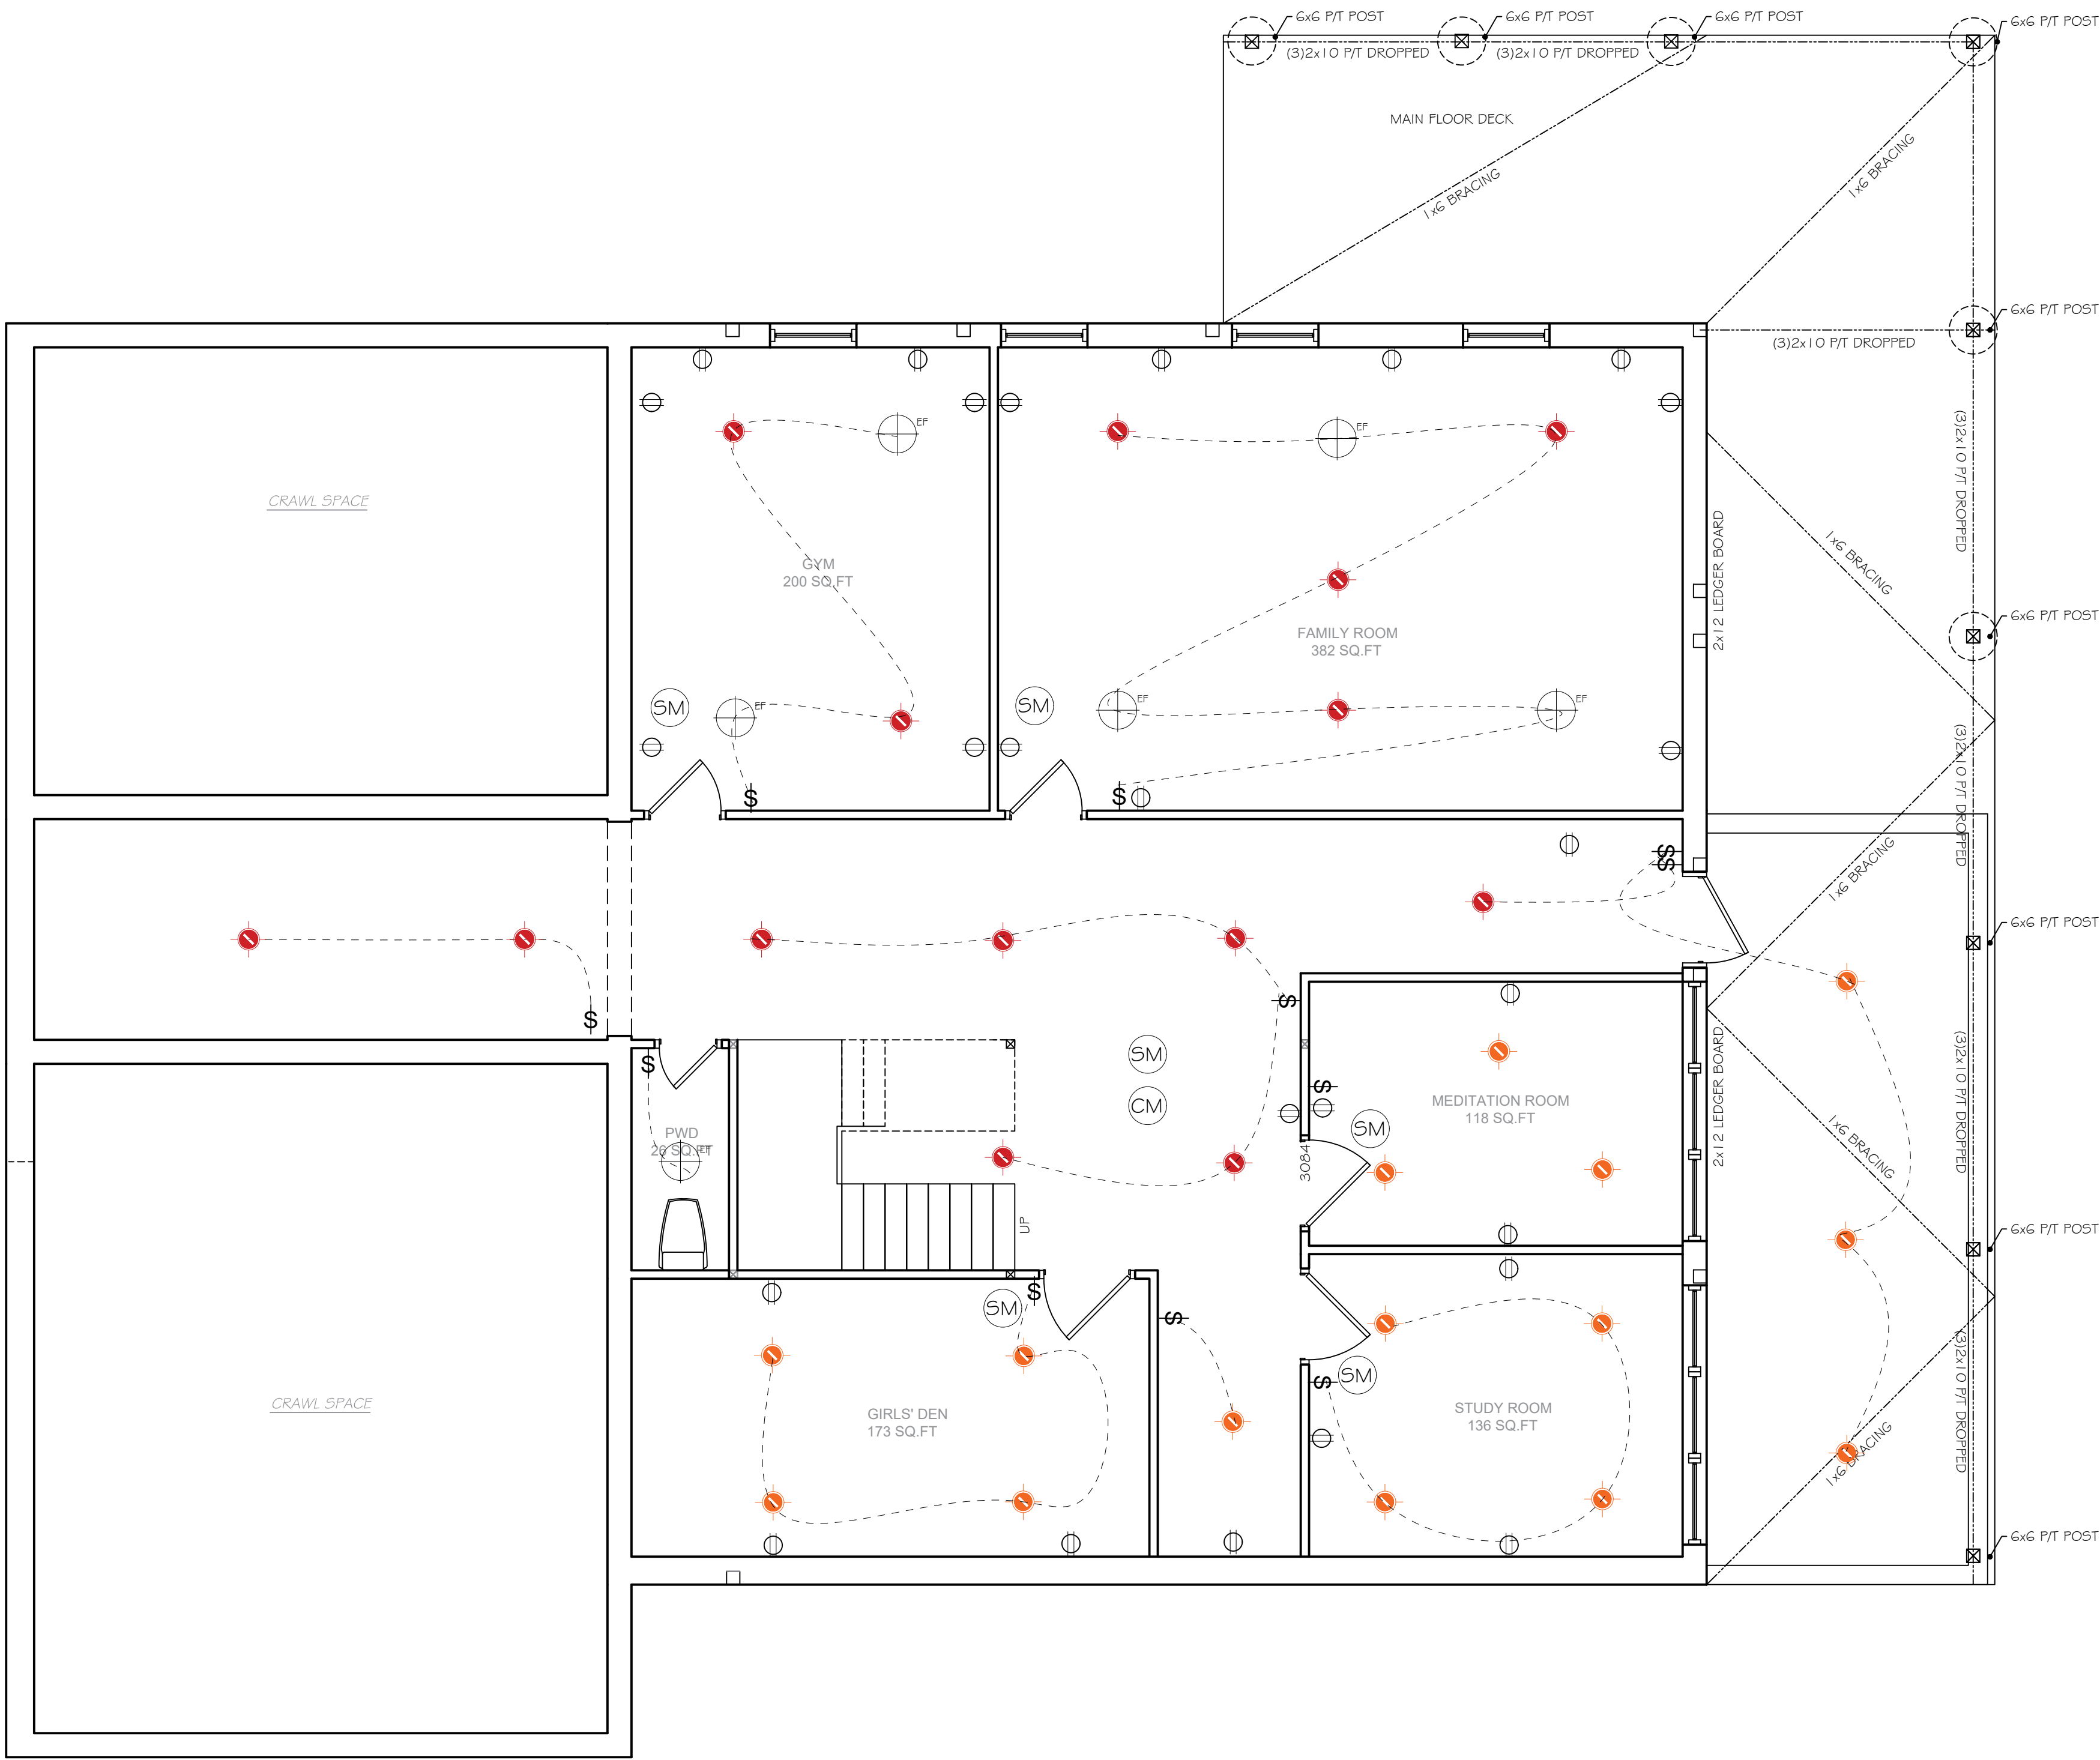 6x6 P/T POST
6x6 P/T POST
6x6 P/T POST
6x6 P/T POST
(3)2x10 P/T DROPPED
(3)2x10 P/T DROPPED
MAIN FLOOR DECK
1x6 BRACING
1x6 BRACING
6x6 P/T POST
(3)2x10 P/T DROPPED
EF
EF
(3)2x10 P/T DROPPED
CRAWL SPACE
2x12 LEDGER BOARD
1x6 BRACING
GYM
200 SQ.FT
6x6 P/T POST
FAMILY ROOM
382 SQ.FT
SM
EF
SM
EF
EF
(3)2x10 P/T DROPPED
$
$
$
$
1x6 BRACING
6x6 P/T POST
$
$
$
SM
2x12 LEDGER BOARD
(3)2x10 P/T DROPPED
$
CM
MEDITATION ROOM
118 SQ.FT
SM
1x6 BRACING
PWD
26 SQ.FT
EF
3084
UP
6x6 P/T POST
SM
$
$
(3)2x10 P/T DROPPED
SM
$
CRAWL SPACE
GIRLS' DEN
173 SQ.FT
STUDY ROOM
136 SQ.FT
1x6 BRACING
6x6 P/T POST